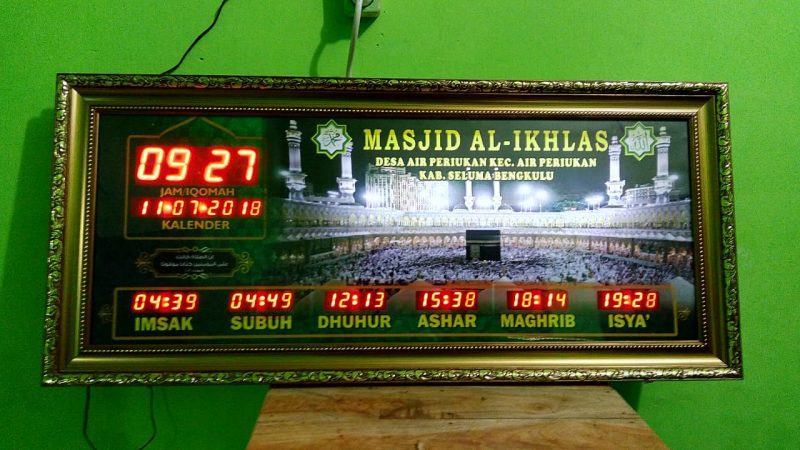 MASJID AL-IKHLAS
DESA AIR PERIUKAN KEC. AIR PERIUKAN
KAB. SELUMA BENGKULU
09 27
JAM/IQOMAH
11-07-2018
KALENDER
04:39 04:49 12:13 15:38 18:14 19:28
IMSAK SUBUH DHUHUR ASHAR MAGHRIB ISYA'